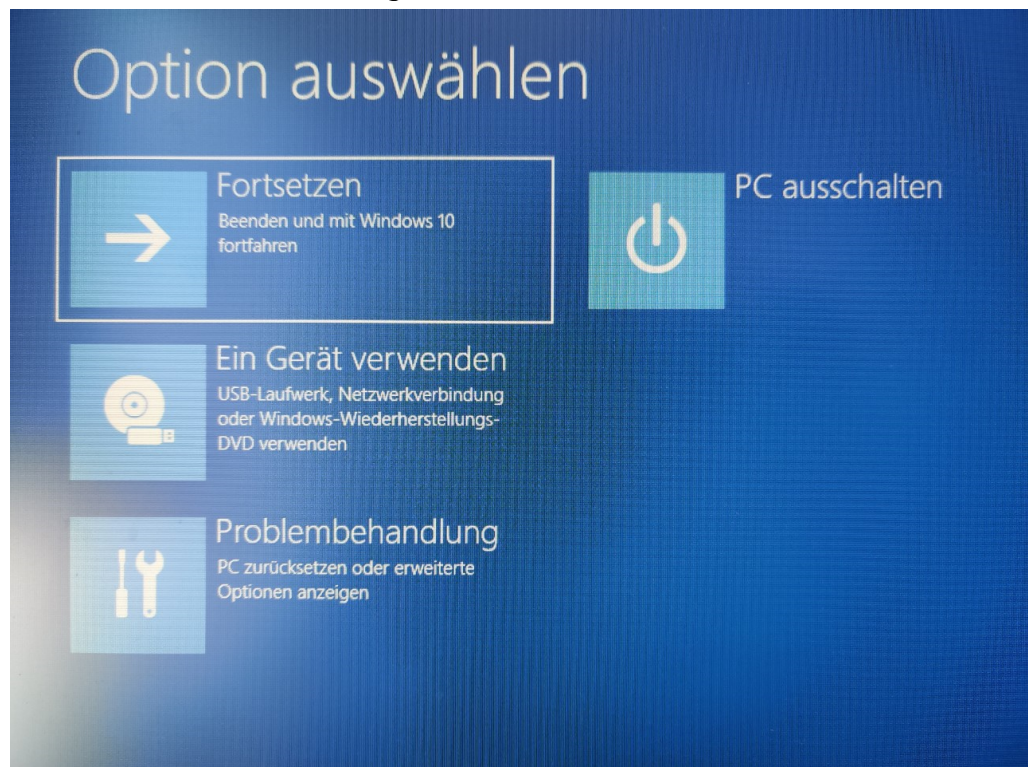 Option auswählen
Fortsetzen
Beenden und mit Windows 10
fortfahren
PC ausschalten
Ein Gerät verwenden
USB-Laufwerk, Netzwerkverbindung
oder Windows-Wiederherstellungs-
DVD verwenden
Problembehandlung
PC zurücksetzen oder erweiterte
Optionen anzeigen